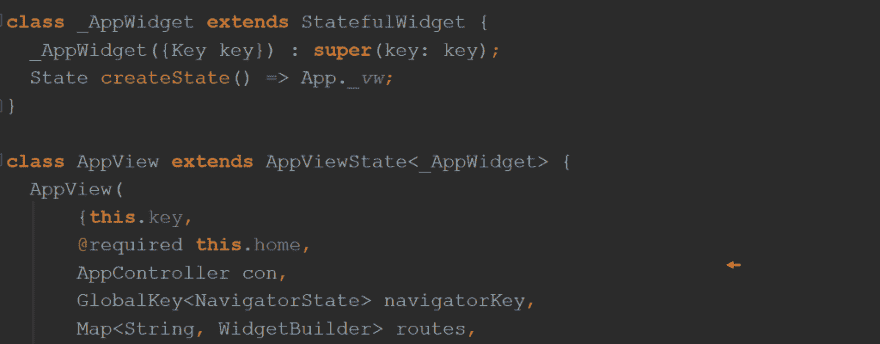 class _AppWidget extends StatefulWidget {
_AppWidget({Key key}) : super(key: key);
State createState() => App._vw;
}
class AppView extends AppViewState<_AppWidget> {
AppView(
{this.key,
@required this.home,
AppController con,
GlobalKey<NavigatorState> navigatorKey,
Map<String, WidgetBuilder> routes,